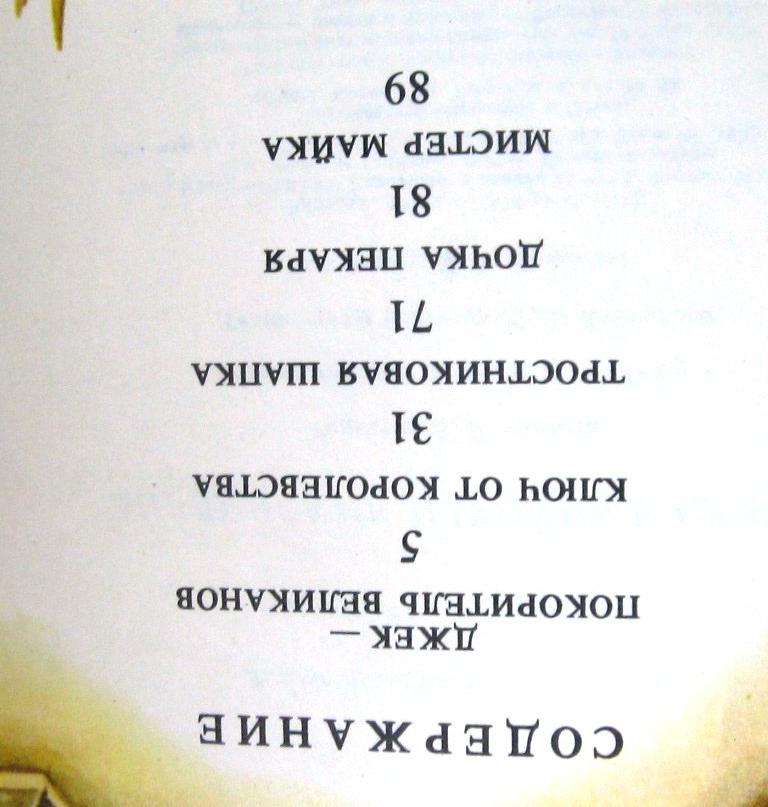 СОДЕРЖАНИЕ
ДЖЕК —
ПОКОРИТЕЛЬ ВЕЛИКАНОВ
5
КЛЮЧ ОТ КОРОЛЕВСТВА
31
ТРОСТНИКОВАЯ ШАПКА
71
ДОЧКА ПЕКАРЯ
81
МИСТЕР МАЙКА
89